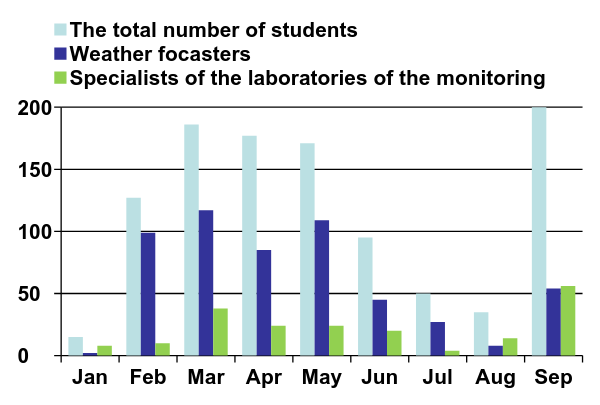 The total number of students
Weather focasters
Specialists of the laboratories of the monitoring
200
150
100
50
0
Jan Feb Mar Apr May Jun Jul Aug Sep